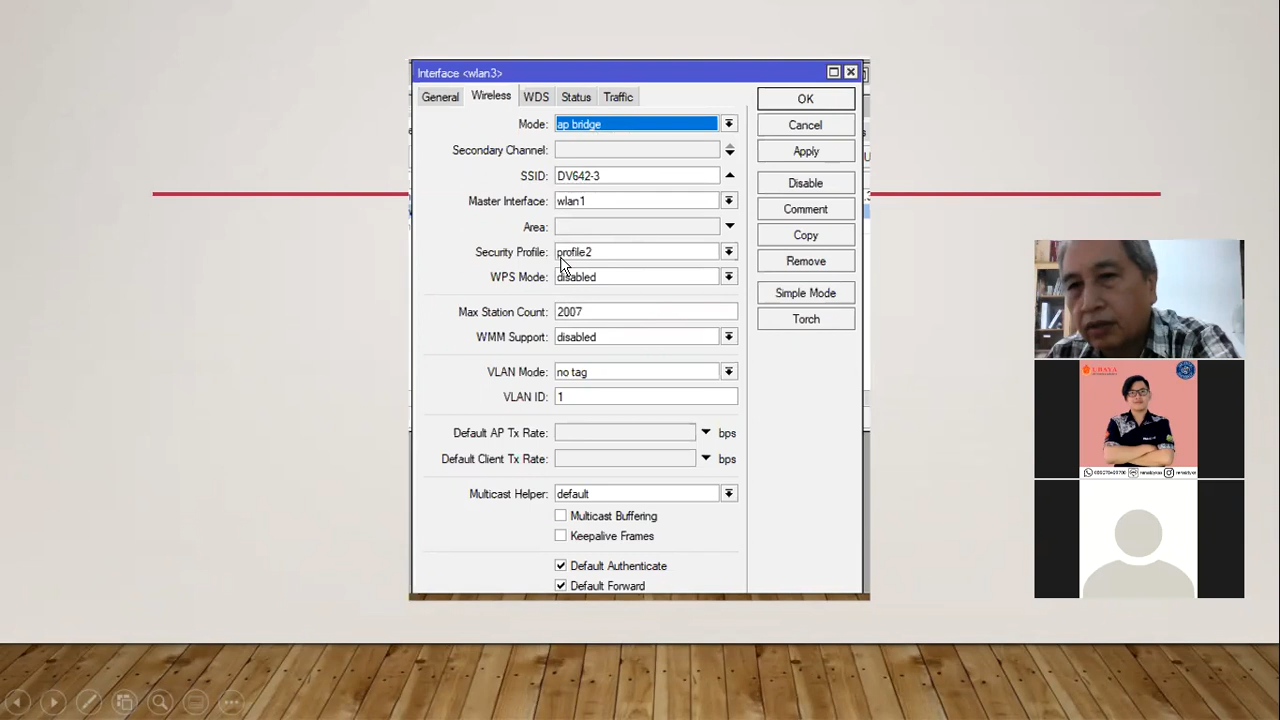 Interface <wlan3>
General Wireless WDS Status Traffic
Mode: ap bridge
Secondary Channel:
SSID: DV642-3
Master Interface: wlan1
Area:
Security Profile: profile2
WPS Mode: disabled
Max Station Count: 2007
WMM Support: disabled
VLAN Mode: no tag
VLAN ID: 1
Default AP Tx Rate: bps
Default Client Tx Rate: bps
Multicast Helper: default
Multicast Buffering
Keepalive Frames
Default Authenticate
Default Forward
OK
Cancel
Apply
Disable
Comment
Copy
Remove
Simple Mode
Torch
UBAYA